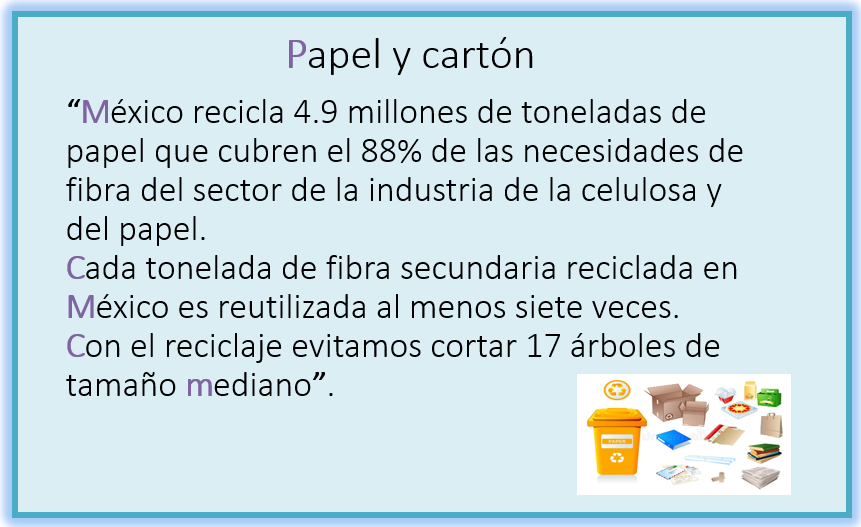 Papel y cartón
“México recicla 4.9 millones de toneladas de
papel que cubren el 88% de las necesidades de
fibra del sector de la industria de la celulosa y
del papel.
Cada tonelada de fibra secundaria reciclada en
México es reutilizada al menos siete veces.
Con el reciclaje evitamos cortar 17 árboles de
tamaño mediano”.
PAPER